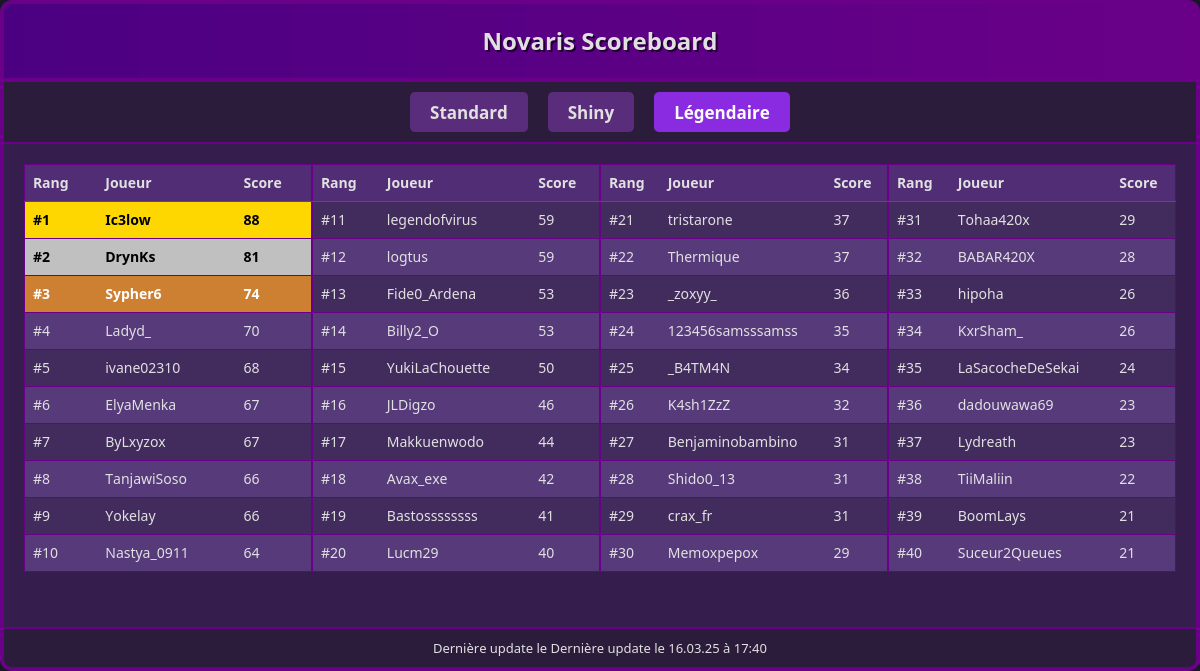 Novaris Scoreboard
Standard Shiny Légendaire
Rang Joueur Score Rang Joueur Score Rang Joueur Score Rang Joueur Score
#1 Ic3low 88 #11 legendofvirus 59 #21 tristarone 37 #31 Tohaa420x 29
#2 DrynKs 81 #12 logtus 59 #22 Thermique 37 #32 BABAR420X 28
#3 Sypher6 74 #13 Fide0_Ardena 53 #23 _zoxyy_ 36 #33 hipoha 26
#4 Ladyd_ 70 #14 Billy2_O 53 #24 123456samsssamss 35 #34 KxrSham_ 26
#5 ivane02310 68 #15 YukiLaChouette 50 #25 _B4TM4N 34 #35 LaSacocheDeSekai 24
#6 ElyaMenka 67 #16 JLDigzo 46 #26 K4sh1ZzZ 32 #36 dadouwawa69 23
#7 ByLxyzox 67 #17 Makkuenwodo 44 #27 Benjaminobambino 31 #37 Lydreath 23
#8 TanjawiSoso 66 #18 Avax_exe 42 #28 Shido0_13 31 #38 TiiMaliin 22
#9 Yokelay 66 #19 Bastossssssss 41 #29 crax_fr 31 #39 BoomLays 21
#10 Nastya_0911 64 #20 Lucm29 40 #30 Memoxpepox 29 #40 Suceur2Queues 21
Dernière update le Dernière update le 16.03.25 à 17:40